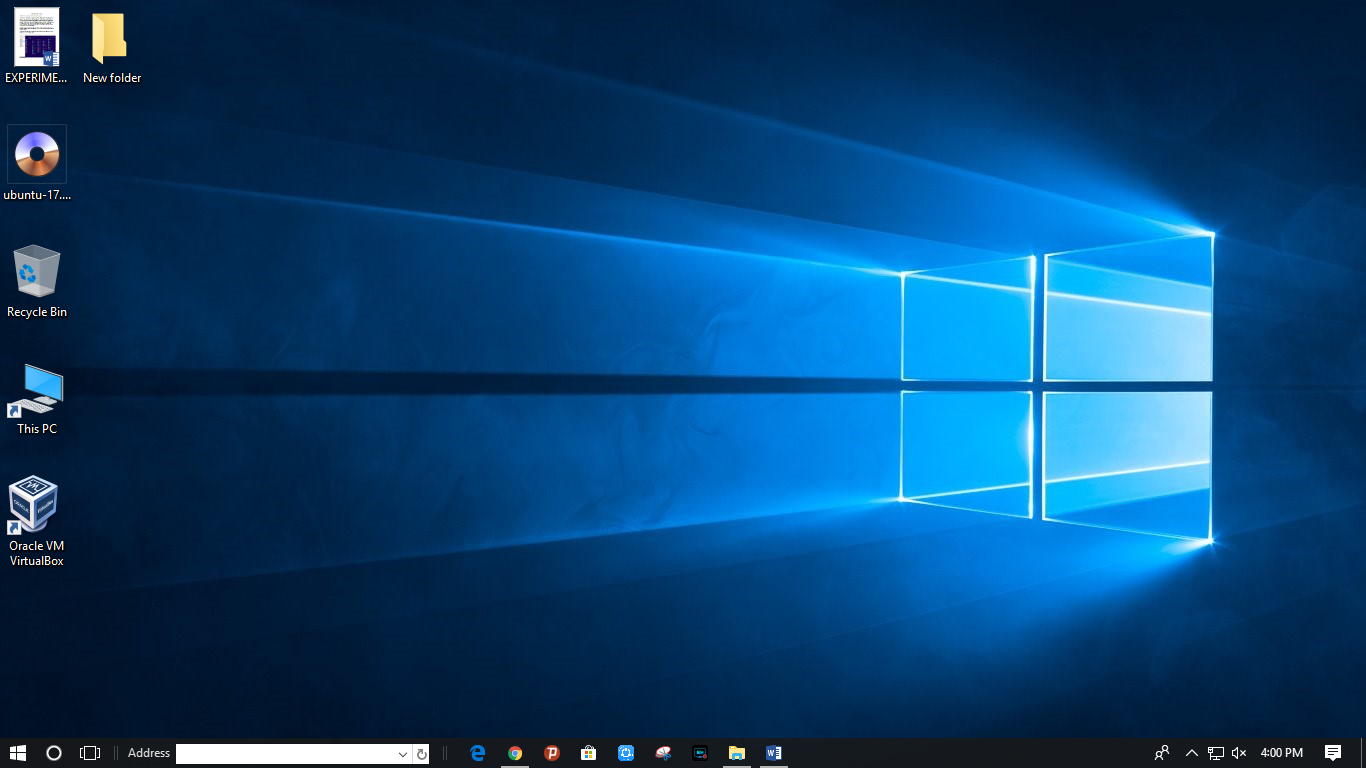 EXPERIME...
New folder
ubuntu-17....
Recycle Bin
This PC
Oracle VM
VirtualBox
Address
4:00 PM